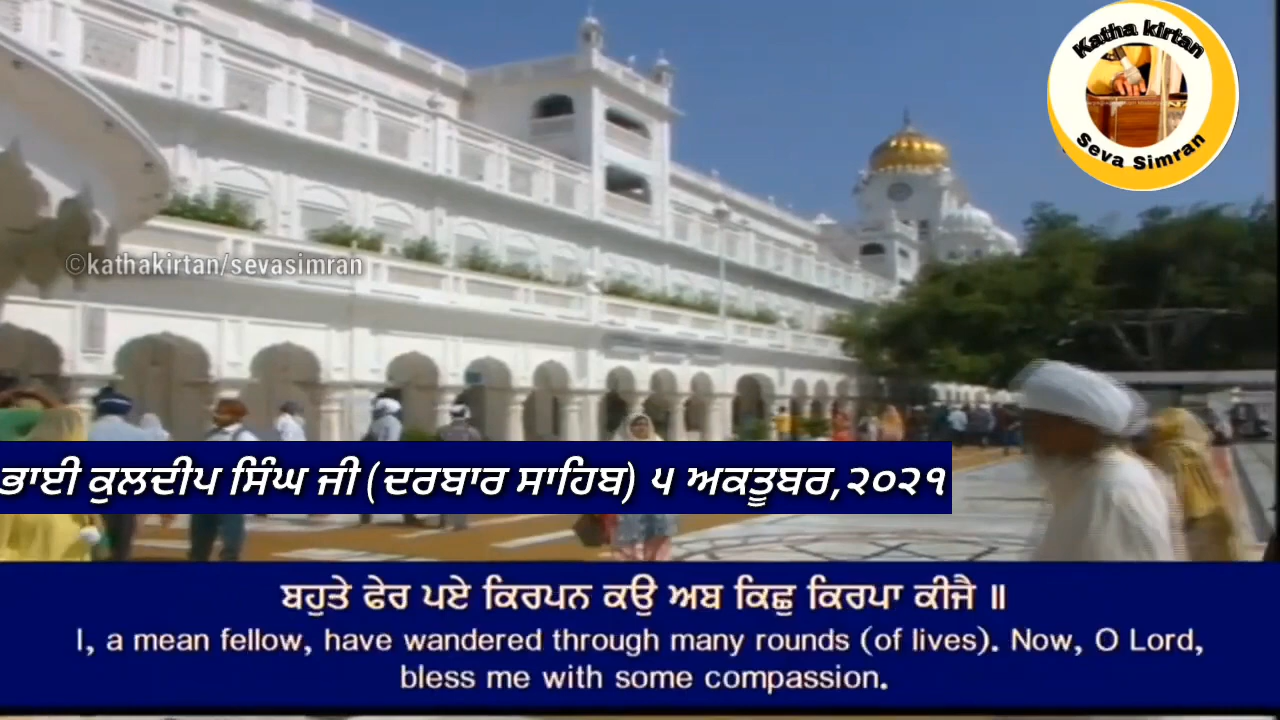 Katha kirtan
Seva Simran
©kathakirtan/sevasimran
ਭਾਈ ਕੁਲਦੀਪ ਸਿੰਘ ਜੀ (ਦਰਬਾਰ ਸਾਹਿਬ) ੫ ਅਕਤੂਬਰ,੨੦੨੧
ਬਹੁਤੇ ਫੇਰ ਪਏ ਕਿਰਪਨ ਕਉ ਅਬ ਕਿਛੁ ਕਿਰਪਾ ਕੀਜੈ ॥
I, a mean fellow, have wandered through many rounds (of lives). Now, O Lord,
bless me with some compassion.